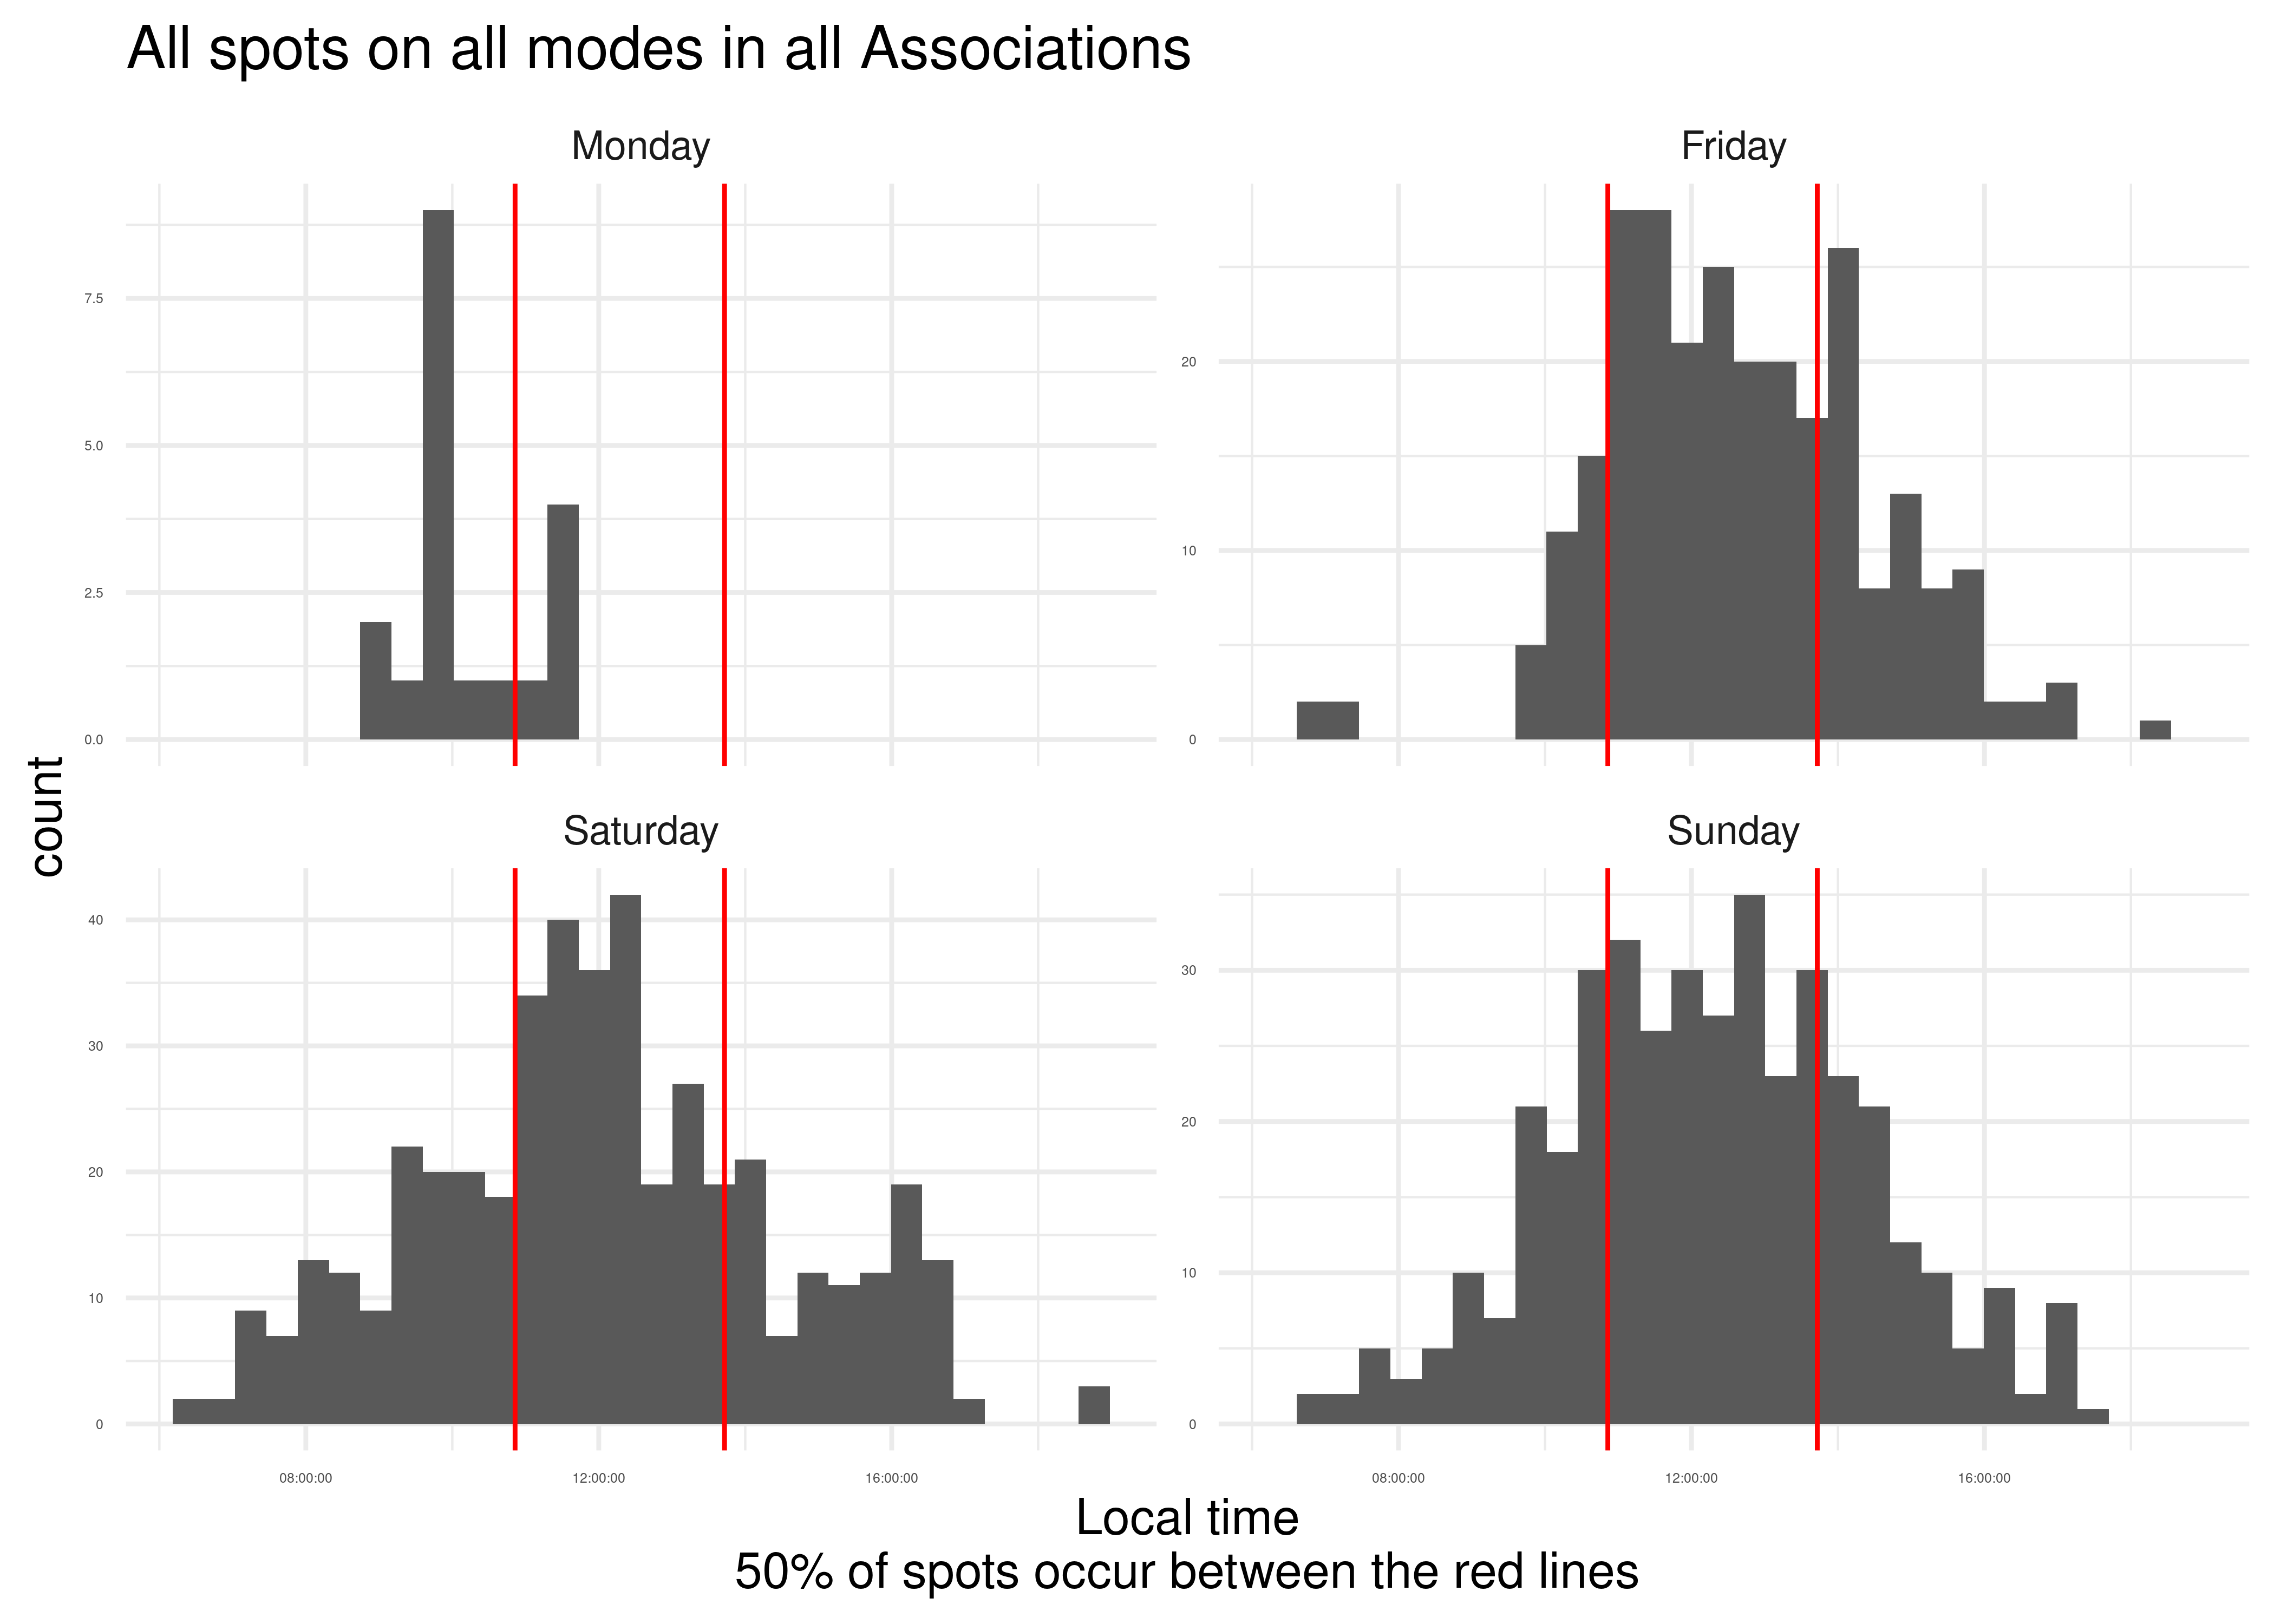 All spots on all modes in all Associations
Monday
Friday
7.5
5.0
2.5
0.0
20
10
0
count
Saturday
Sunday
40
30
20
10
0
30
20
10
0
08:00:00 12:00:00 16:00:00
08:00:00 12:00:00 16:00:00
Local time
50% of spots occur between the red lines